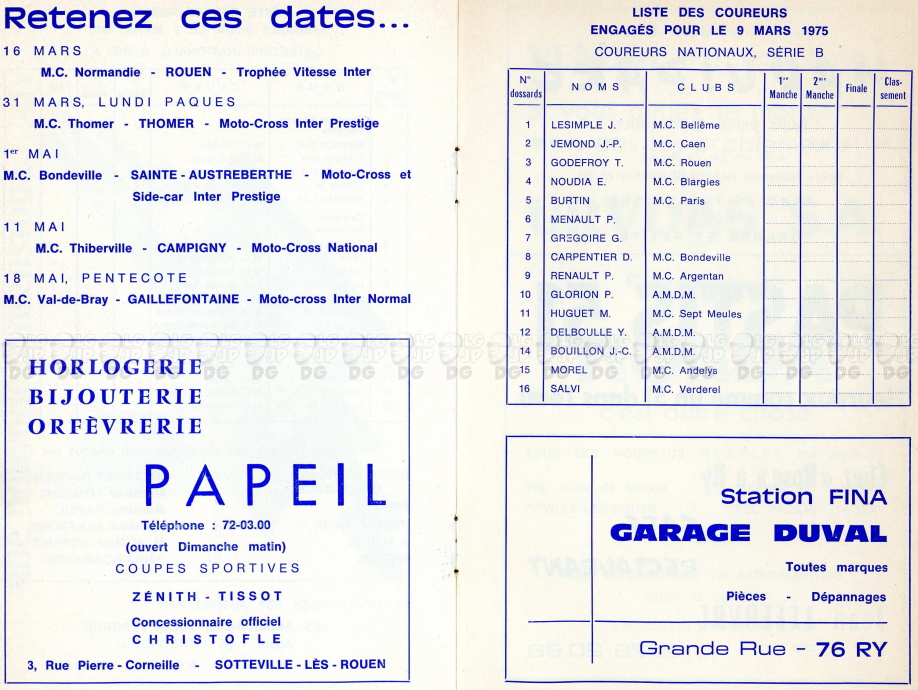 Retenez ces dates...
16 MARS
M.C. Normandie - ROUEN - Trophée Vitesse Inter
31 MARS, LUNDI PAQUES
M.C. Thomer - THOMER - Moto-Cross Inter Prestige
1er MAI
M.C. Bondeville - SAINTE-AUSTREBERTHE - Moto-Cross et
Side-car Inter Prestige
11 MAI
M.C. Thiberville - CAMPIGNY - Moto-Cross National
18 MAI, PENTECOTE
M.C. Val-de-Bray - GAILLEFONTAINE - Moto-cross Inter Normal
HORLOGERIE
BIJOUTERIE
ORFÈVRERIE
PAPEIL
Téléphone : 72-03.00
(ouvert Dimanche matin)
COUPES SPORTIVES
ZÉNITH - TISSOT
Concessionnaire officiel
CHRISTOFLE
3, Rue Pierre-Corneille - SOTTEVILLE-LÈS-ROUEN
LISTE DES COUREURS
ENGAGÉS POUR LE 9 MARS 1975
COUREURS NATIONAUX, SÉRIE B
N° dossards NOMS CLUBS 1re Manche 2me Manche Finale Clas-sement
1 LESIMPLE J. M.C. Bellême
2 JEMOND J.-P. M.C. Caen
3 GODEFROY T. M.C. Rouen
4 NOUDIA E. M.C. Blargies
5 BURTIN M.C. Paris
6 MENAULT P.
7 GREGOIRE G.
8 CARPENTIER D. M.C. Bondeville
9 RENAULT P. M.C. Argentan
10 GLORION P. A.M.D.M.
11 HUGUET M. M.C. Sept Meules
12 DELBOULLE Y. A.M.D.M.
14 BOUILLON J.-C. A.M.D.M.
15 MOREL M.C. Andelys
16 SALVI M.C. Verderel
Station FINA
GARAGE DUVAL
Toutes marques
Pièces - Dépannages
Grande Rue - 76 RY